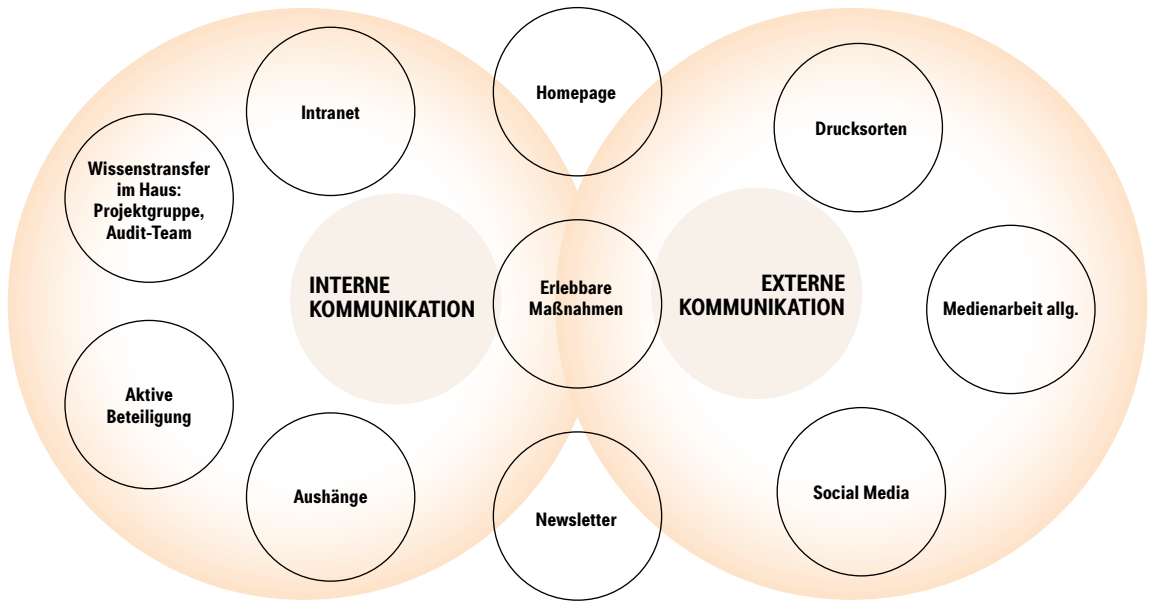 Intranet
Wissenstransfer
im Haus:
Projektgruppe,
Audit-Team
INTERNE
KOMMUNIKATION
Aktive
Beteiligung
Aushänge
Homepage
Erlebbare
Maßnahmen
Newsletter
Drucksorten
EXTERNE
KOMMUNIKATION
Medienarbeit allg.
Social Media